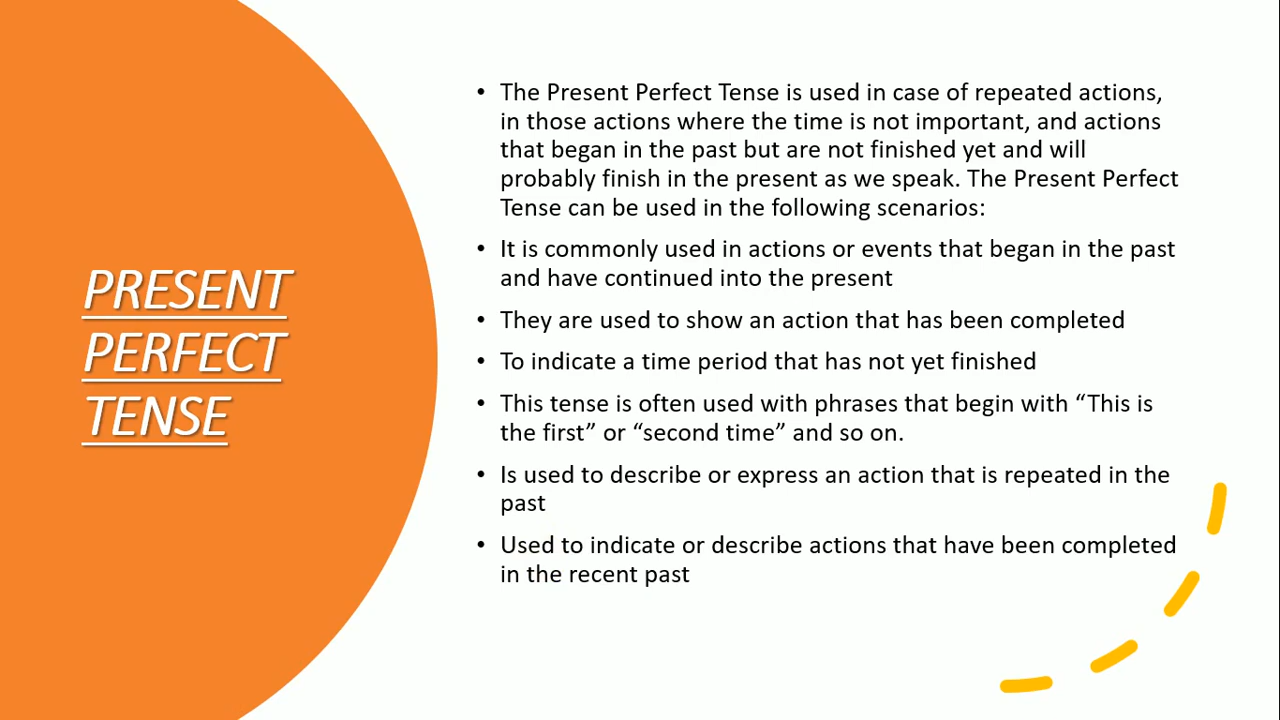 PRESENT
PERFECT
TENSE
• The Present Perfect Tense is used in case of repeated actions,
in those actions where the time is not important, and actions
that began in the past but are not finished yet and will
probably finish in the present as we speak. The Present Perfect
Tense can be used in the following scenarios:
• It is commonly used in actions or events that began in the past
and have continued into the present
• They are used to show an action that has been completed
• To indicate a time period that has not yet finished
• This tense is often used with phrases that begin with “This is
the first” or “second time” and so on.
• Is used to describe or express an action that is repeated in the
past
• Used to indicate or describe actions that have been completed
in the recent past